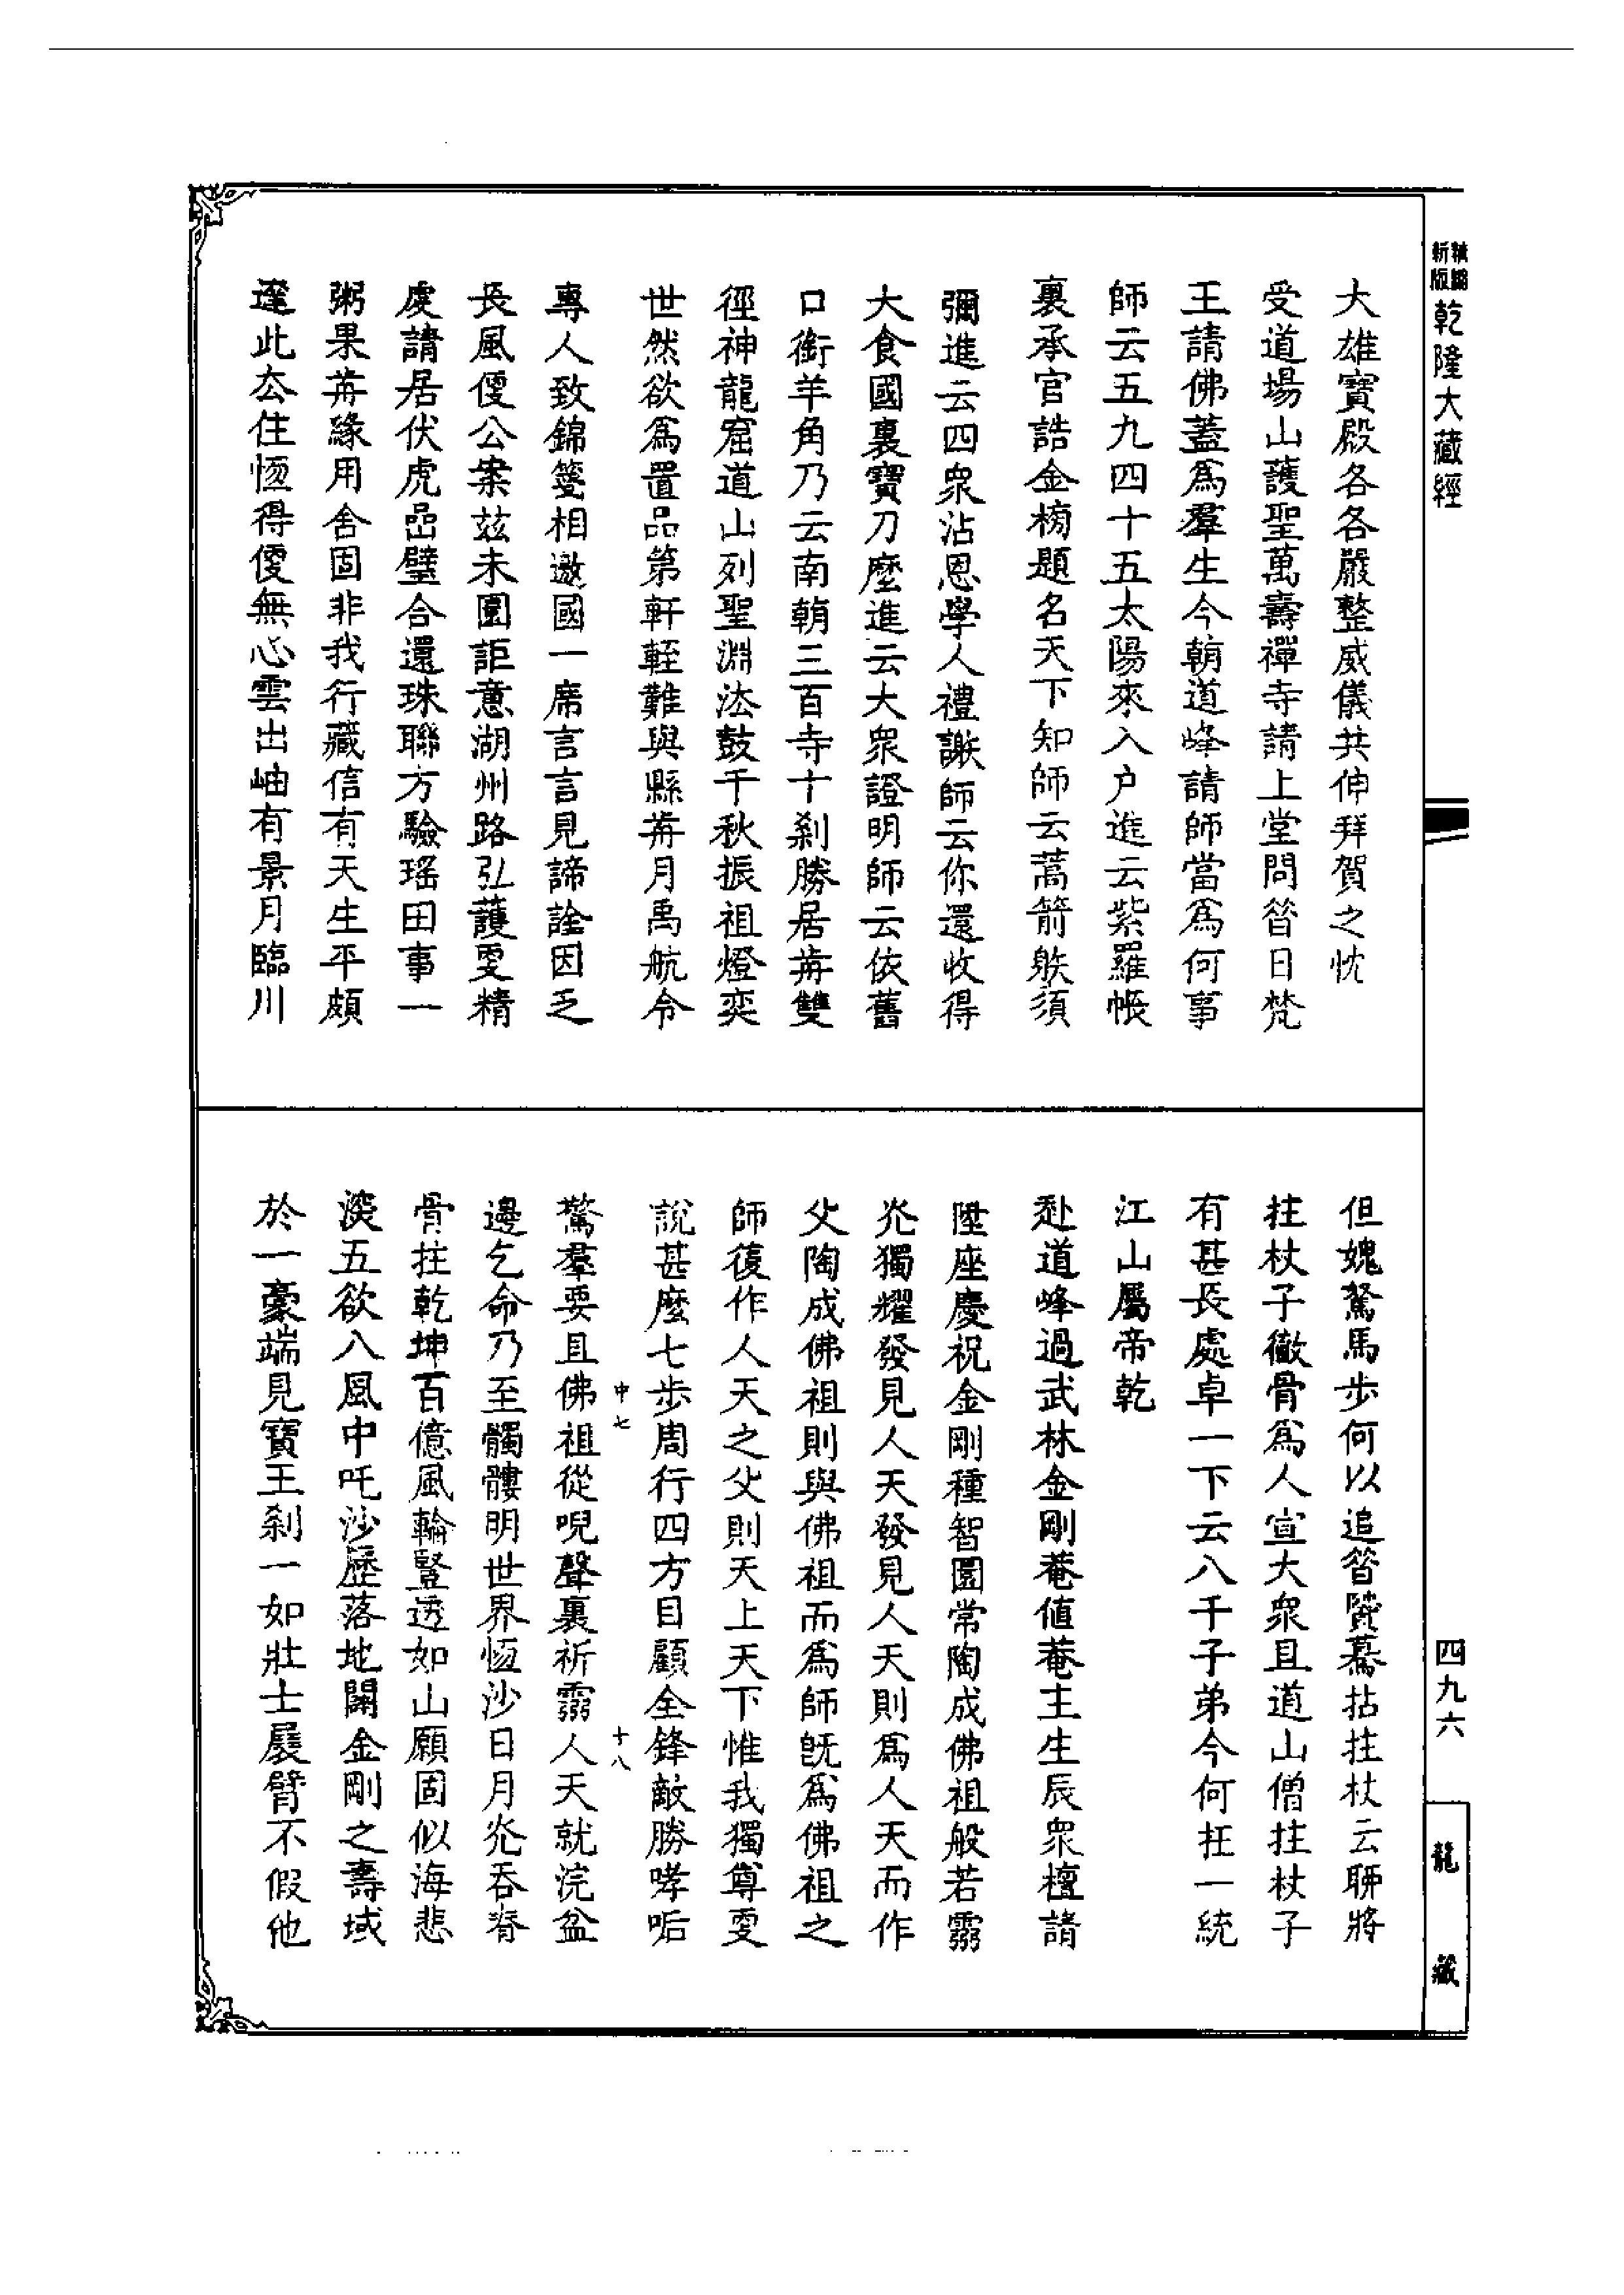 新版精編乾隆大藏經
大雄寶殿各各嚴整威儀共伸拜賀之忱
受道場山護聖萬壽禪寺請上堂問昝日梵
王請佛蓋爲羣生今朝道峰請師當爲何事
師云五九四十五太陽來入户進云紫羅帳
裏承官誥金榜題名天下知師云蒿箭躲須
彌進云四衆沾恩學人禮謝師云你還收得
大食國裏寶刀麼進云大衆證明師云依舊
口銜羊角乃云南朝三百寺十剎勝居苒雙
徑神龍窟道山列聖淵法鼓千秋振祖燈奕
世然欲爲置品第軒輊難與縣苒月禹航令
專人致錦箋相邀國一席言言見諦詮因乏
長風便公案茲未圓詎意湖州路弘護更精
虔請居伏虎嵒璧合還珠聯方驗瑤田事一
粥果苒緣用舍固非我行藏信有天生平頗
達此厺住恆得便無心雲出岫有景月臨川
但媿駑馬步何以追昝賢驀拈拄杖云聊將
拄杖子徹骨爲人宣大衆且道山僧拄杖子
有甚長處卓一下云八千子弟今何在一統
江山屬帝乾
赴道峰過武林金剛菴值菴主生辰衆檀請
陞座慶祝金剛種智圓常陶成佛祖般若靈
光獨耀發見人天發見人天則爲人天而作
父陶成佛祖則與佛祖而爲師既爲佛祖之
師復作人天之父則天上天下惟我獨尊更
說甚麼七步周行四方目顧全鋒敵勝哮㖃
中七　十八
驚羣要且佛祖從唲聲裏祈靈人天就浣盆
邊乞命乃至髑髏明世界恆沙日月光吞脊
骨拄乾坤百億風輪豎透如山願固似海悲
淡五欲八風中吒沙歷落地開金剛之壽域
於一毫端見寶王剎一如壯士展臂不假他
四九六
龍藏